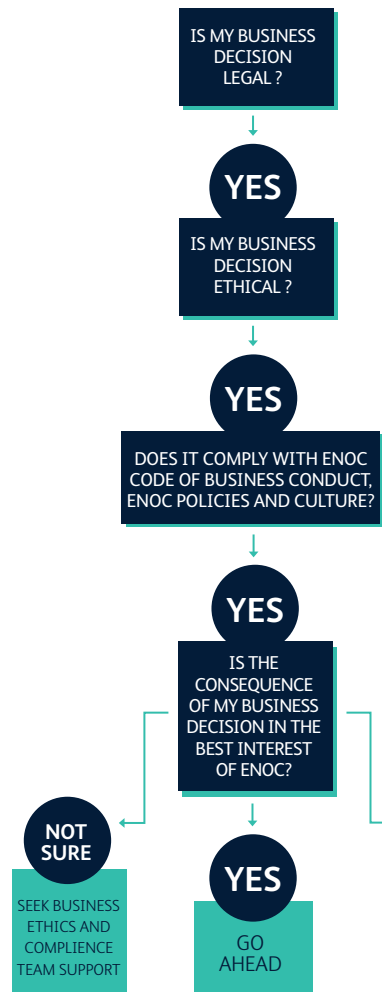 IS MY BUSINESS
DECISION
LEGAL ?
YES
IS MY BUSINESS
DECISION
ETHICAL ?
YES
DOES IT COMPLY WITH ENOC
CODE OF BUSINESS CONDUCT,
ENOC POLICIES AND CULTURE?
YES
IS THE
CONSEQUENCE
OF MY BUSINESS
DECISION IN THE
BEST INTEREST
OF ENOC?
NOT
SURE
SEEK BUSINESS
ETHICS AND
COMPLIENCE
TEAM SUPPORT
YES
GO
AHEAD